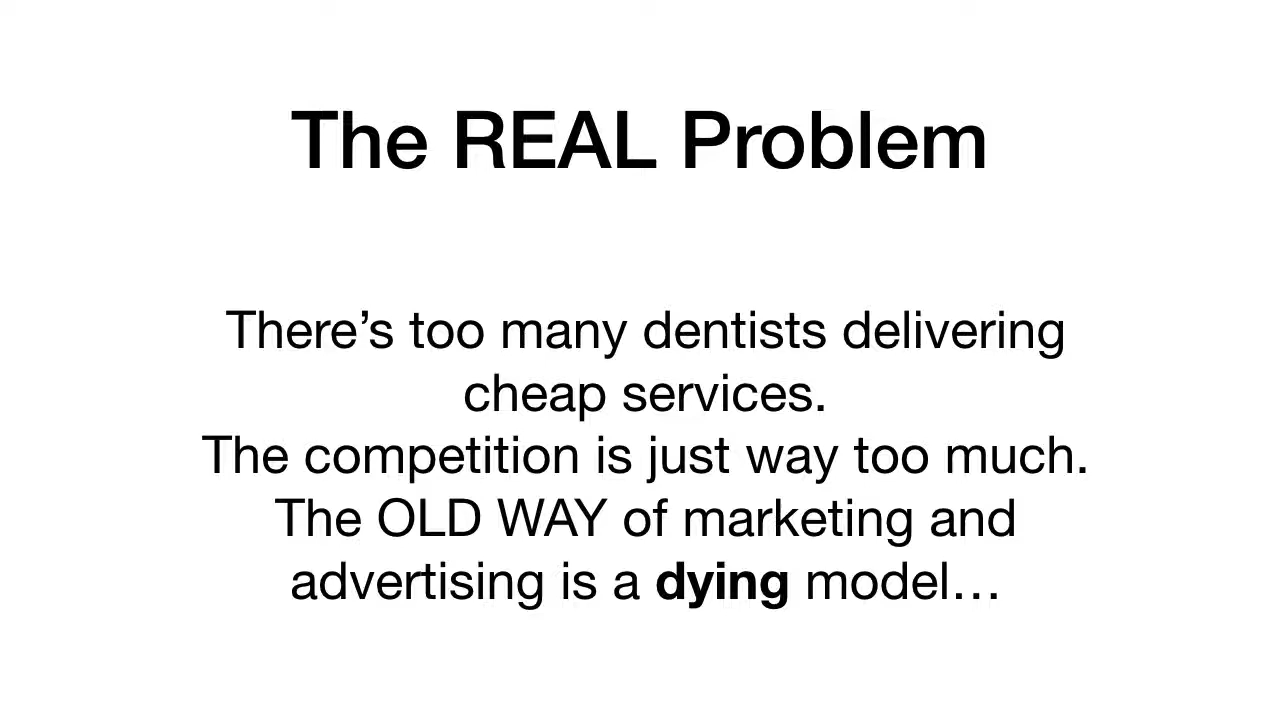 The REAL Problem
There’s too many dentists delivering
cheap services.
The competition is just way too much.
The OLD WAY of marketing and
advertising is a dying model…